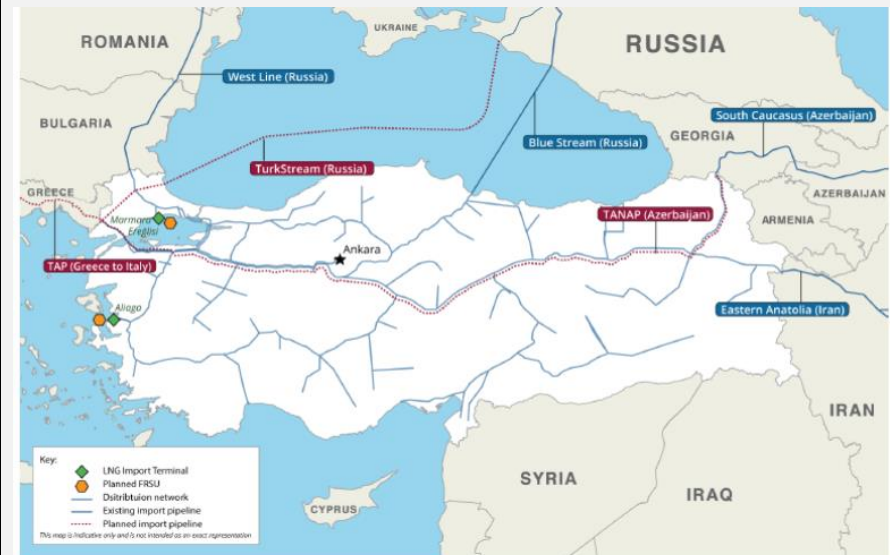 UKRAINE
ROMANIA
RUSSIA
West Line (Russia)
BULGARIA
South Caucasus (Azerbaijan)
GEORGIA
Blue Stream (Russia)
TurkStream (Russia)
GREECE
AZERBAIJAN
Marmara
Ereglisi
TANAP (Azerbaijan)
ARMENIA
Ankara
TAP (Greece to Italy)
Aliaga
Eastern Anatolia (Iran)
IRAN
SYRIA
IRAQ
CYPRUS
Key:
LNG Import Terminal
Planned FRSU
Dsitribtuion network
Existing import pipeline
Planned import pipeline
This map is indicative only and is not intended as an exact representation